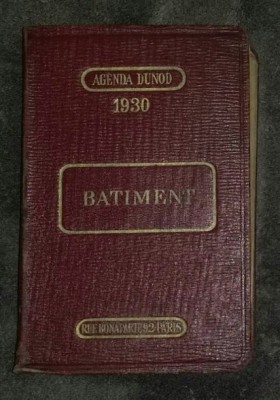 AGENDA DUNOD
1930
BATIMENT
RUE BONAPARTE, 92, PARIS